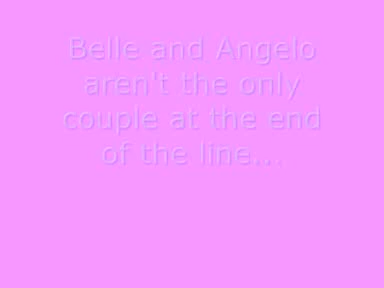 Belle and Angelo
aren't the only
couple at the end
of the line...